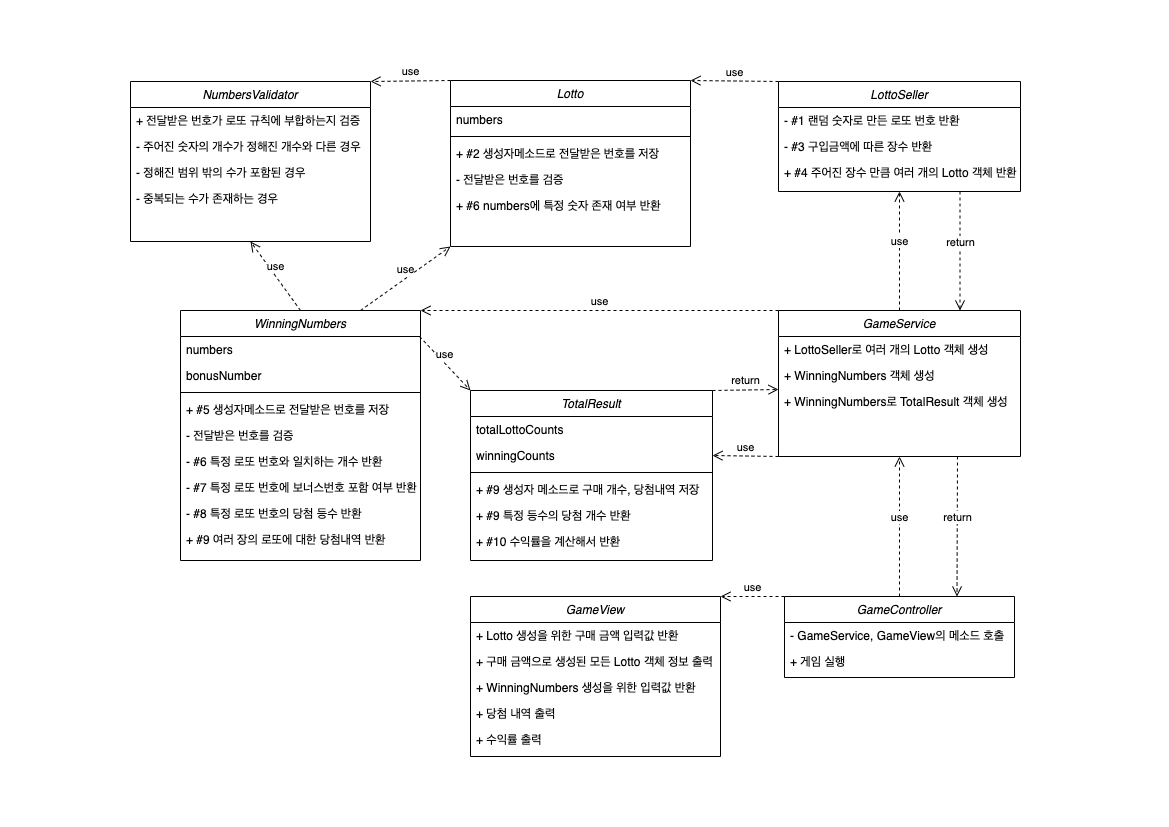 use
use
NumbersValidator
+ 전달받은 번호가 로또 규칙에 부합하는지 검증
- 주어진 숫자의 개수가 정해진 개수와 다른 경우
- 정해진 범위 밖의 수가 포함된 경우
- 중복되는 수가 존재하는 경우
Lotto
numbers
+ #2 생성자메소드로 전달받은 번호를 저장
- 전달받은 번호를 검증
+ #6 numbers에 특정 숫자 존재 여부 반환
LottoSeller
- #1 랜덤 숫자로 만든 로또 번호 반환
- #3 구입금액에 따른 장수 반환
+ #4 주어진 장수 만큼 여러 개의 Lotto 객체 반환
use
use
use
return
use
WinningNumbers
numbers
bonusNumber
+ #5 생성자메소드로 전달받은 번호를 저장
- 전달받은 번호를 검증
- #6 특정 로또 번호와 일치하는 개수 반환
- #7 특정 로또 번호에 보너스번호 포함 여부 반환
- #8 특정 로또 번호의 당첨 등수 반환
+ #9 여러 장의 로또에 대한 당첨내역 반환
use
return
use
TotalResult
totalLottoCounts
winningCounts
+ #9 생성자 메소드로 구매 개수, 당첨내역 저장
+ #9 특정 등수의 당첨 개수 반환
+ #10 수익률을 계산해서 반환
GameService
+ LottoSeller로 여러 개의 Lotto 객체 생성
+ WinningNumbers 객체 생성
+ WinningNumbers로 TotalResult 객체 생성
use
return
use
GameView
+ Lotto 생성을 위한 구매 금액 입력값 반환
+ 구매 금액으로 생성된 모든 Lotto 객체 정보 출력
+ WinningNumbers 생성을 위한 입력값 반환
+ 당첨 내역 출력
+ 수익률 출력
GameController
- GameService, GameView의 메소드 호출
+ 게임 실행